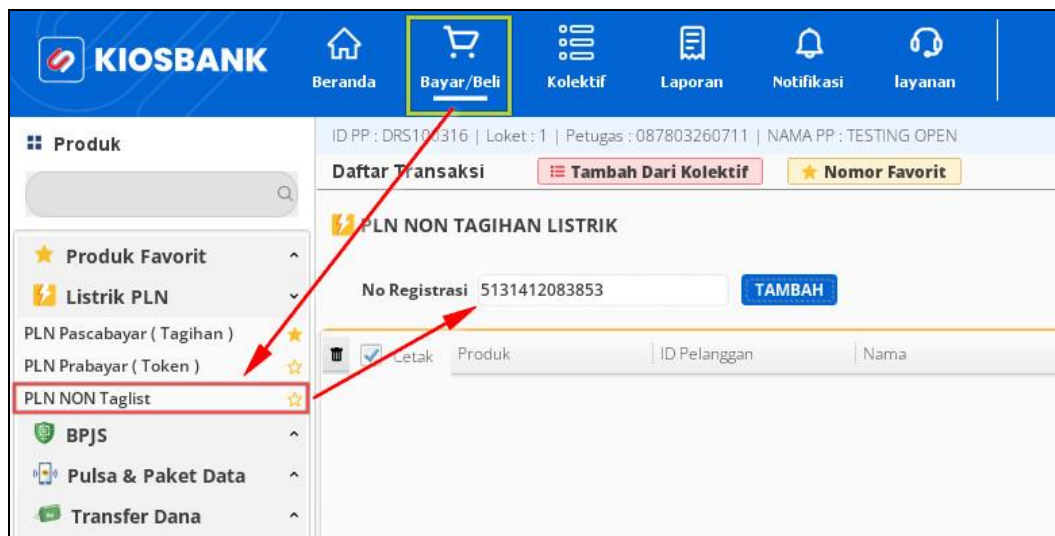 KIOSBANK
Beranda
Bayar/Beli
Kolektif
Laporan
Notifikasi
layanan
Produk
ID PP : DRS100316 | Loket : 1 | Petugas : 087803260711 | NAMA PP : TESTING OPEN
Daftar Transaksi
Tambah Dari Kolektif
Nomor Favorit
PLN NON TAGIHAN LISTRIK
Produk Favorit
Listrik PLN
No Registrasi 5131412083853 TAMBAH
PLN Pascabayar ( Tagihan )
PLN Prabayar ( Token )
PLN NON Taglist
Cetak Produk ID Pelanggan Nama
BPJS
Pulsa & Paket Data
Transfer Dana